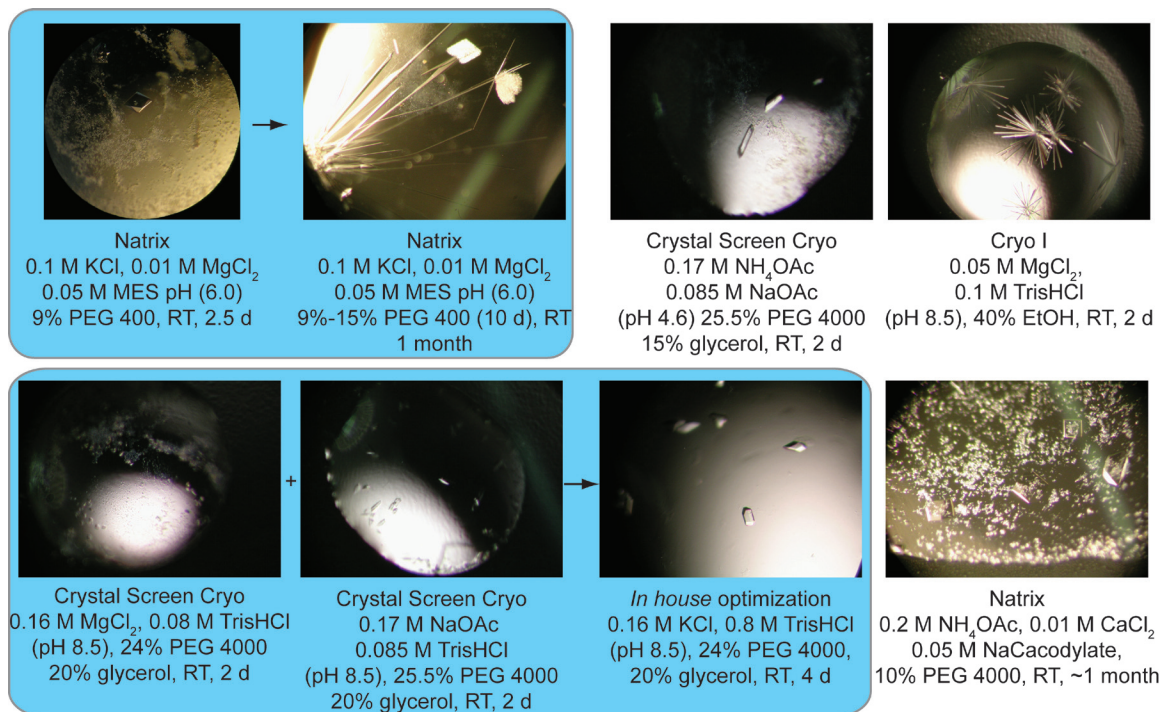 Natrix
0.1 M KCl, 0.01 M MgCl₂
0.05 M MES pH (6.0)
9% PEG 400, RT, 2.5 d
Natrix
0.1 M KCl, 0.01 M MgCl₂
0.05 M MES pH (6.0)
9%-15% PEG 400 (10 d), RT
1 month
Crystal Screen Cryo
0.17 M NH₄OAc
0.085 M NaOAc
(pH 4.6) 25.5% PEG 4000
15% glycerol, RT, 2 d
Cryo I
0.05 M MgCl₂,
0.1 M TrisHCl
(pH 8.5), 40% EtOH, RT, 2 d
+
Crystal Screen Cryo
0.16 M MgCl₂, 0.08 M TrisHCl
(pH 8.5), 24% PEG 4000
20% glycerol, RT, 2 d
Crystal Screen Cryo
0.17 M NaOAc
0.085 M TrisHCl
(pH 8.5), 25.5% PEG 4000
20% glycerol, RT, 2 d
In house optimization
0.16 M KCl, 0.8 M TrisHCl
(pH 8.5), 24% PEG 4000,
20% glycerol, RT, 4 d
Natrix
0.2 M NH₄OAc, 0.01 M CaCl₂
0.05 M NaCacodylate,
10% PEG 4000, RT, ~1 month